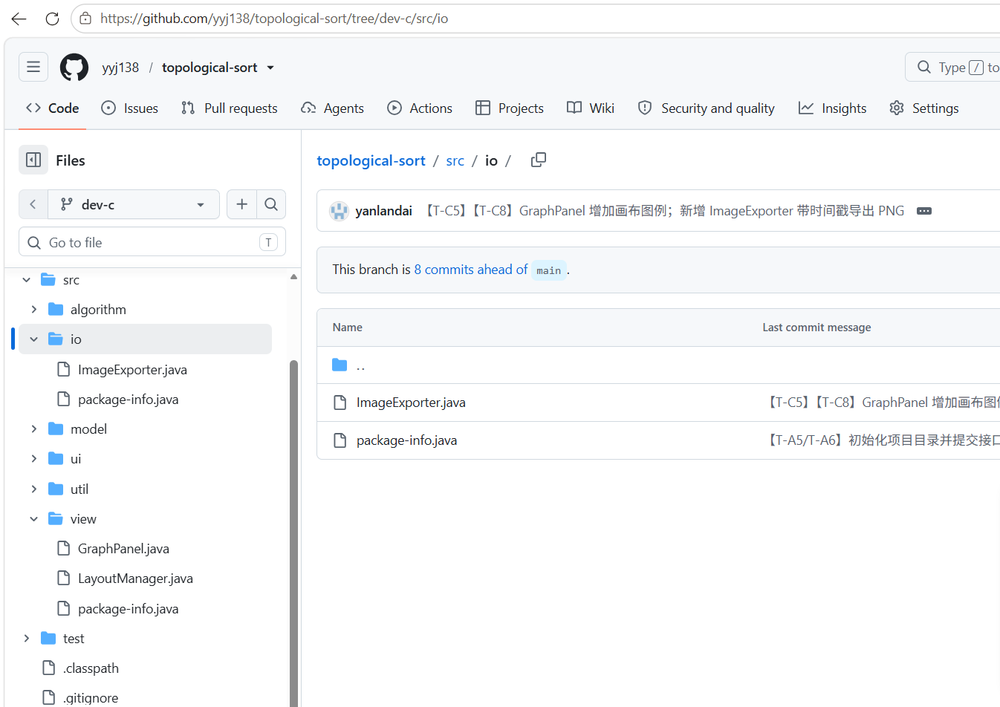 https://github.com/yyj138/topological-sort/tree/dev-c/src/io
yyj138 / topological-sort
Type / to
Code Issues Pull requests Agents Actions Projects Wiki Security and quality Insights Settings
Files
dev-c
Go to file T
src
algorithm
io
ImageExporter.java
package-info.java
model
ui
util
view
GraphPanel.java
LayoutManager.java
package-info.java
test
.classpath
.gitignore
topological-sort / src / io /
yanlandai 【T-C5】【T-C8】GraphPanel 增加画布图例；新增 ImageExporter 带时间戳导出 PNG
This branch is 8 commits ahead of main .
Name Last commit message
..
ImageExporter.java 【T-C5】【T-C8】GraphPanel 增加画布图
package-info.java 【T-A5/T-A6】初始化项目目录并提交接口